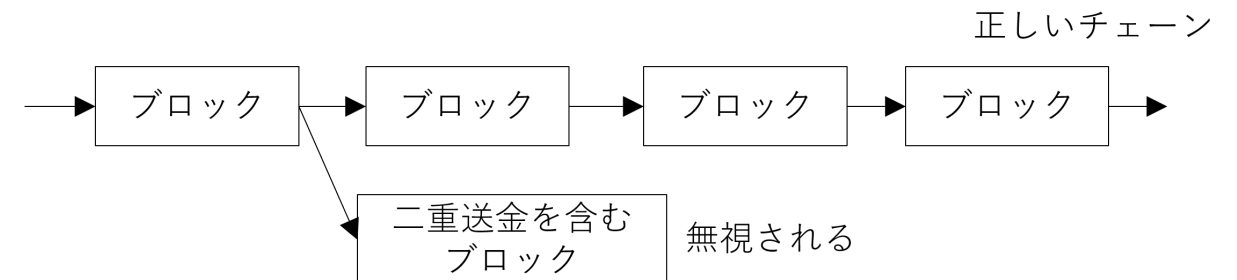 正しいチェーン
ブロック
ブロック
ブロック
ブロック
二重送金を含む
ブロック
無視される